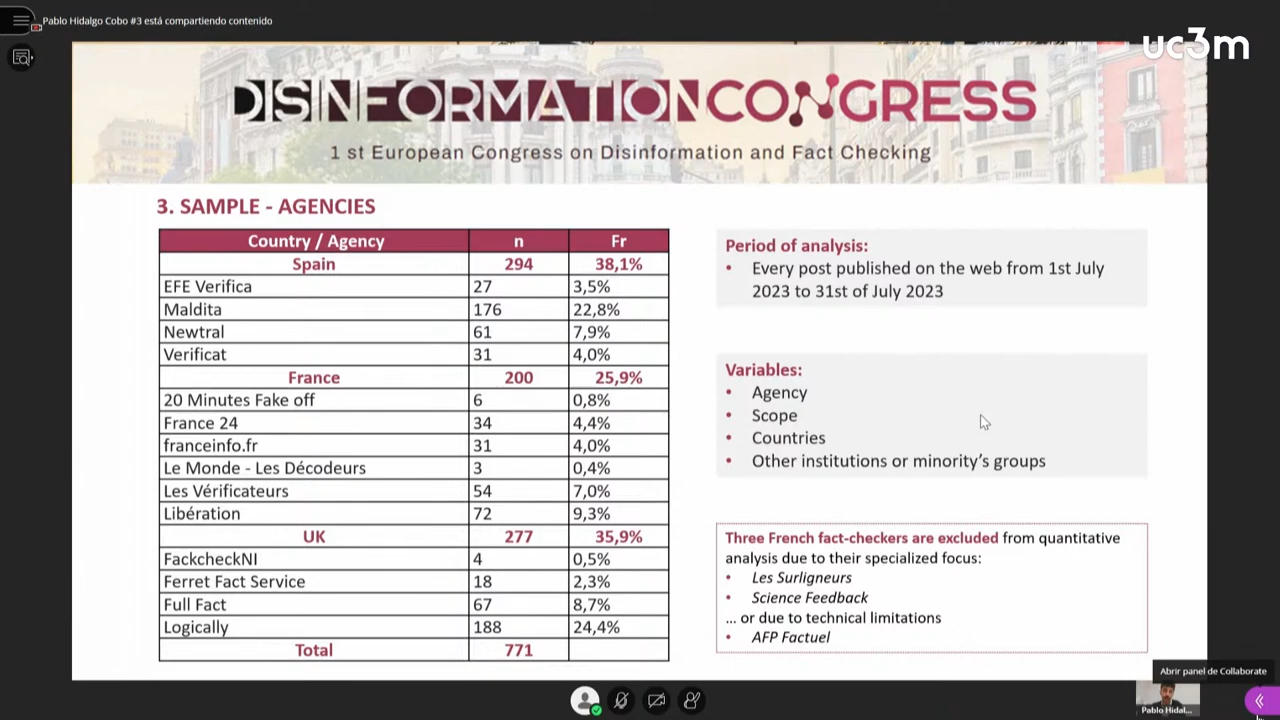 Pablo Hidalgo Cobo #3 está compartiendo contenido
uc3m
DISINFORMATION CONGRESS
1 st European Congress on Disinformation and Fact Checking
3. SAMPLE - AGENCIES
Country / Agency n Fr
Spain 294 38,1%
EFE Verifica 27 3,5%
Maldita 176 22,8%
Newtral 61 7,9%
Verificat 31 4,0%
France 200 25,9%
20 Minutes Fake off 6 0,8%
France 24 34 4,4%
franceinfo.fr 31 4,0%
Le Monde - Les Décodeurs 3 0,4%
Les Vérificateurs 54 7,0%
Libération 72 9,3%
UK 277 35,9%
FackcheckNI 4 0,5%
Ferret Fact Service 18 2,3%
Full Fact 67 8,7%
Logically 188 24,4%
Total 771
Period of analysis:
• Every post published on the web from 1st July
2023 to 31st of July 2023
Variables:
• Agency
• Scope
• Countries
• Other institutions or minority’s groups
Three French fact-checkers are excluded from quantitative
analysis due to their specialized focus:
• Les Surligneurs
• Science Feedback
... or due to technical limitations
• AFP Factuel
Abrir panel de Collaborate
Pablo Hidal...